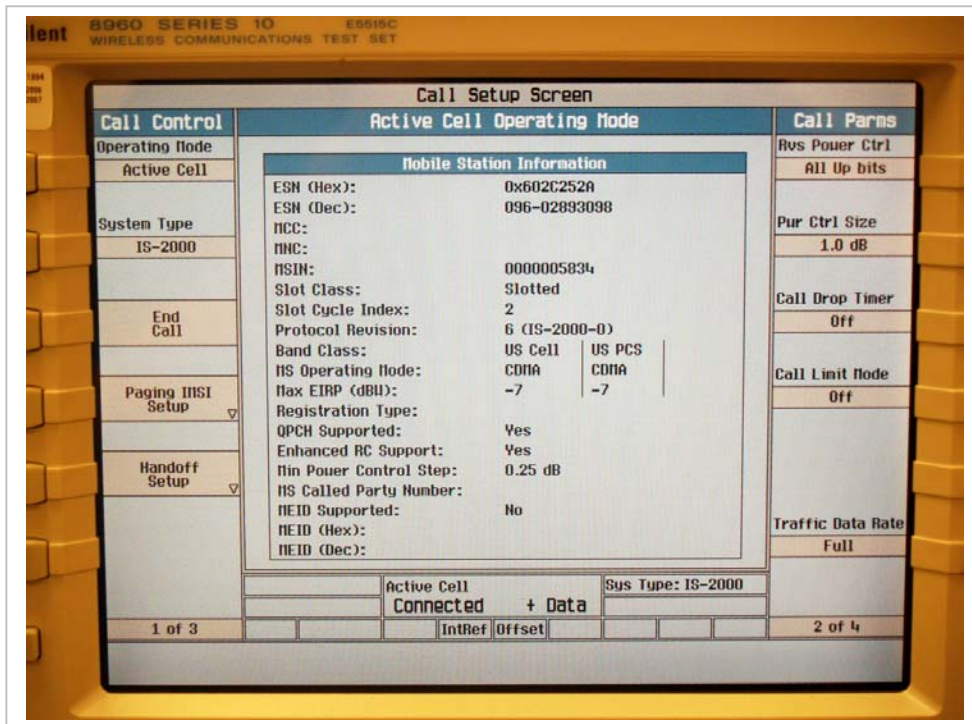 lent 8960 SERIES 10 E5515C
WIRELESS COMMUNICATIONS TEST SET
Call Setup Screen
Call Control
Active Cell Operating Mode
Call Parms
Operating Mode
Active Cell
System Type
IS-2000
End
Call
Paging IMSI
Setup
Handoff
Setup
1 of 3
Mobile Station Information
ESN (Hex): 0x602C252A
ESN (Dec): 096-02893098
MCC:
MNC:
MSIN: 0000005834
Slot Class: Slotted
Slot Cycle Index: 2
Protocol Revision: 6 (IS-2000-0)
Band Class: US Cell US PCS
MS Operating Mode: CDMA CDMA
Max EIRP (dBW): -7 -7
Registration Type:
QPCH Supported: Yes
Enhanced RC Support: Yes
Min Power Control Step: 0.25 dB
MS Called Party Number:
MEID Supported: No
MEID (Hex):
MEID (Dec):
Active Cell
Sys Type: IS-2000
Connected + Data
IntRef Offset
Rvs Power Ctrl
All Up bits
Pwr Ctrl Size
1.0 dB
Call Drop Timer
Off
Call Limit Mode
Off
Traffic Data Rate
Full
2 of 4